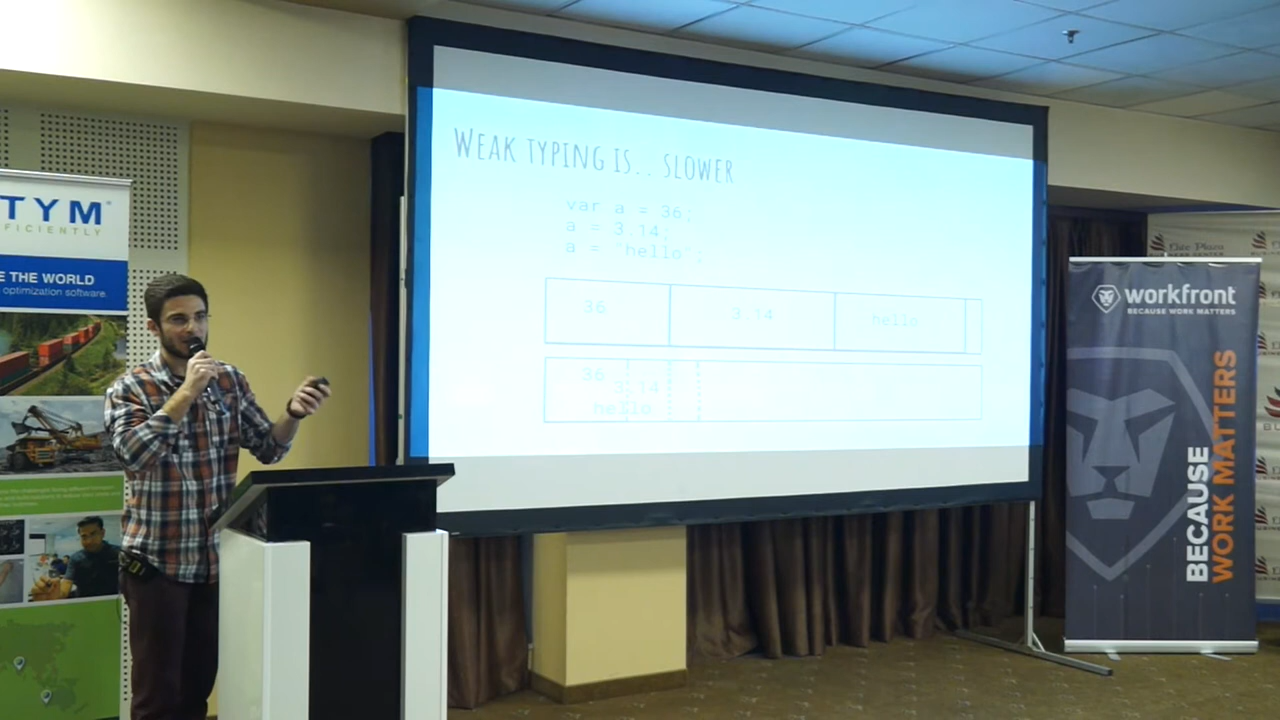 WEAK TYPING IS.. SLOWER
var a = 36;
a = 3.14;
a = "hello";
36 3.14 hello
36
3.14
hello
TYM
FICIENTLY
E THE WORLD
optimization software.
workfront
BECAUSE WORK MATTERS
BECAUSE
WORK MATTERS